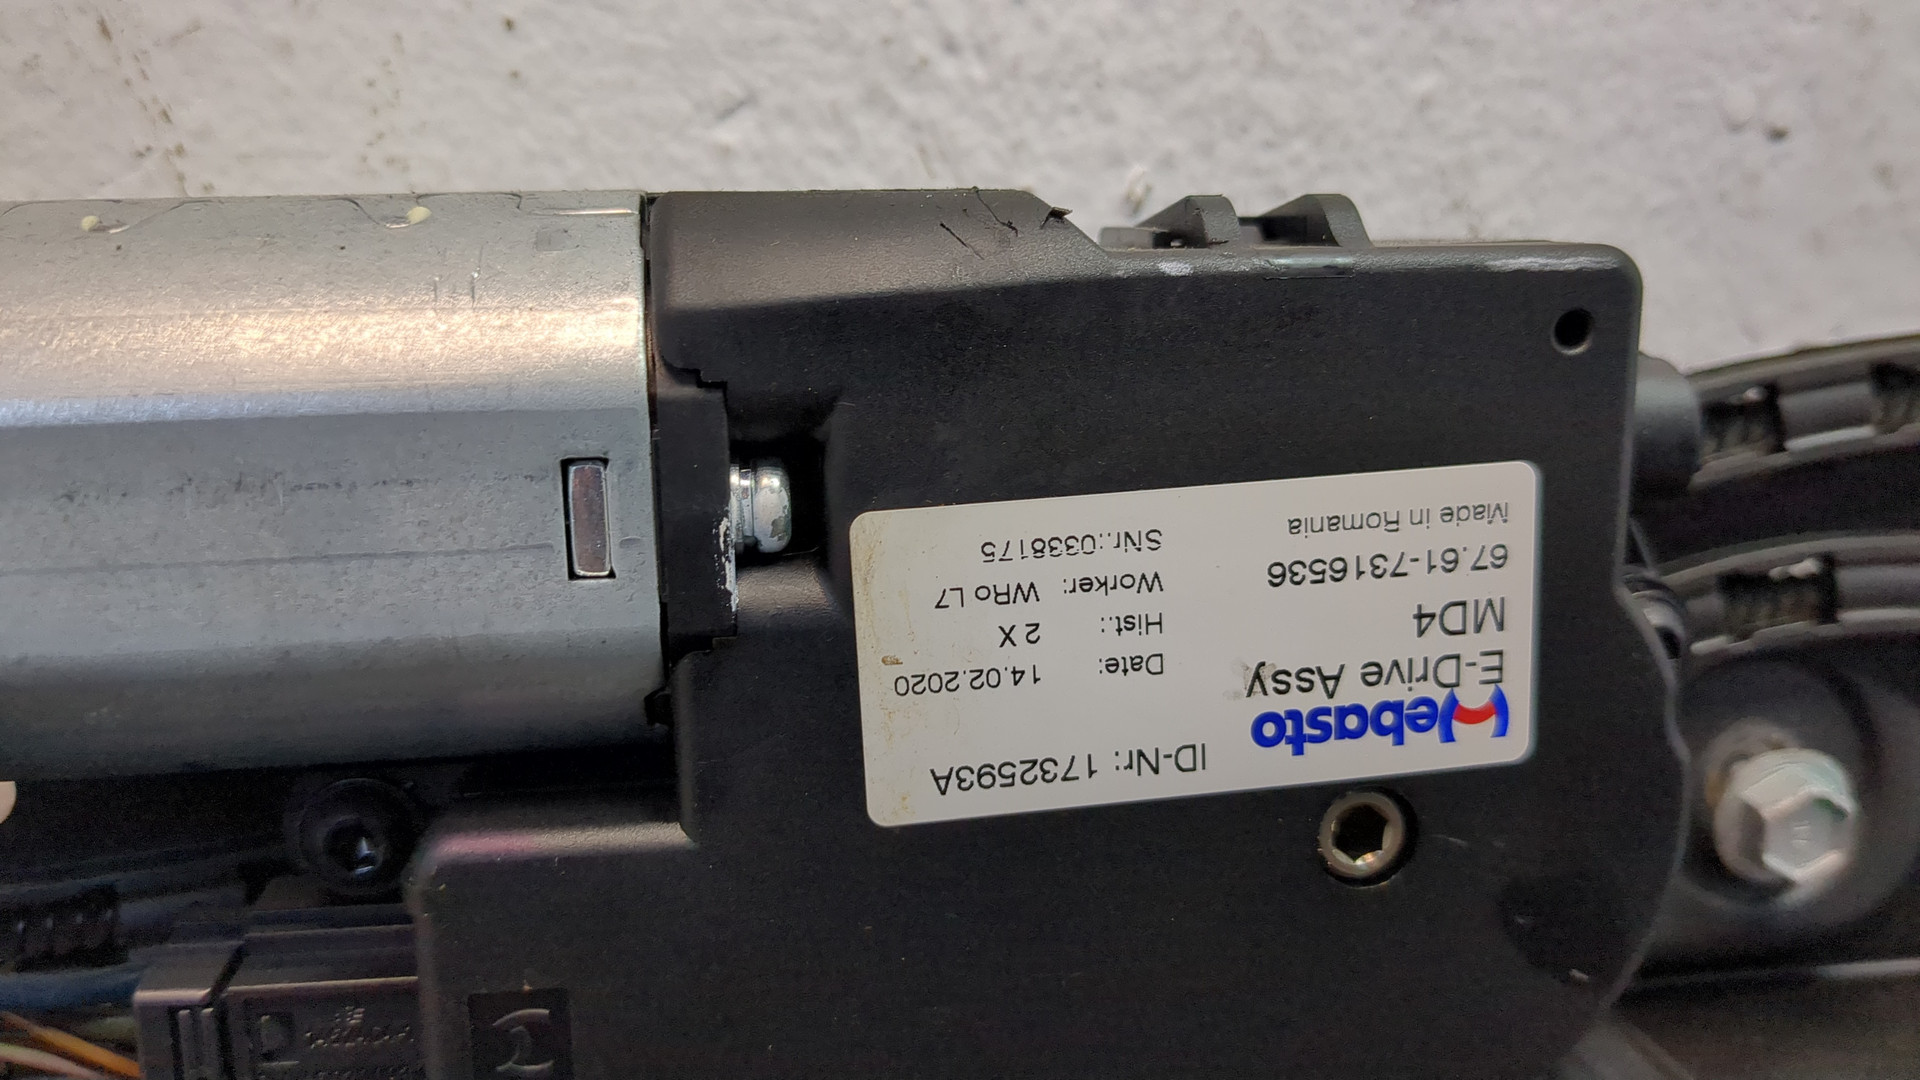 ID-Nr: 1732593A
Webasto
E-Drive Assy
MD4
67.61-7316536
Made in Romania
Date: 14.02.2020
Hist.: 2 X
Worker: WRo L7
SNr.:0338175